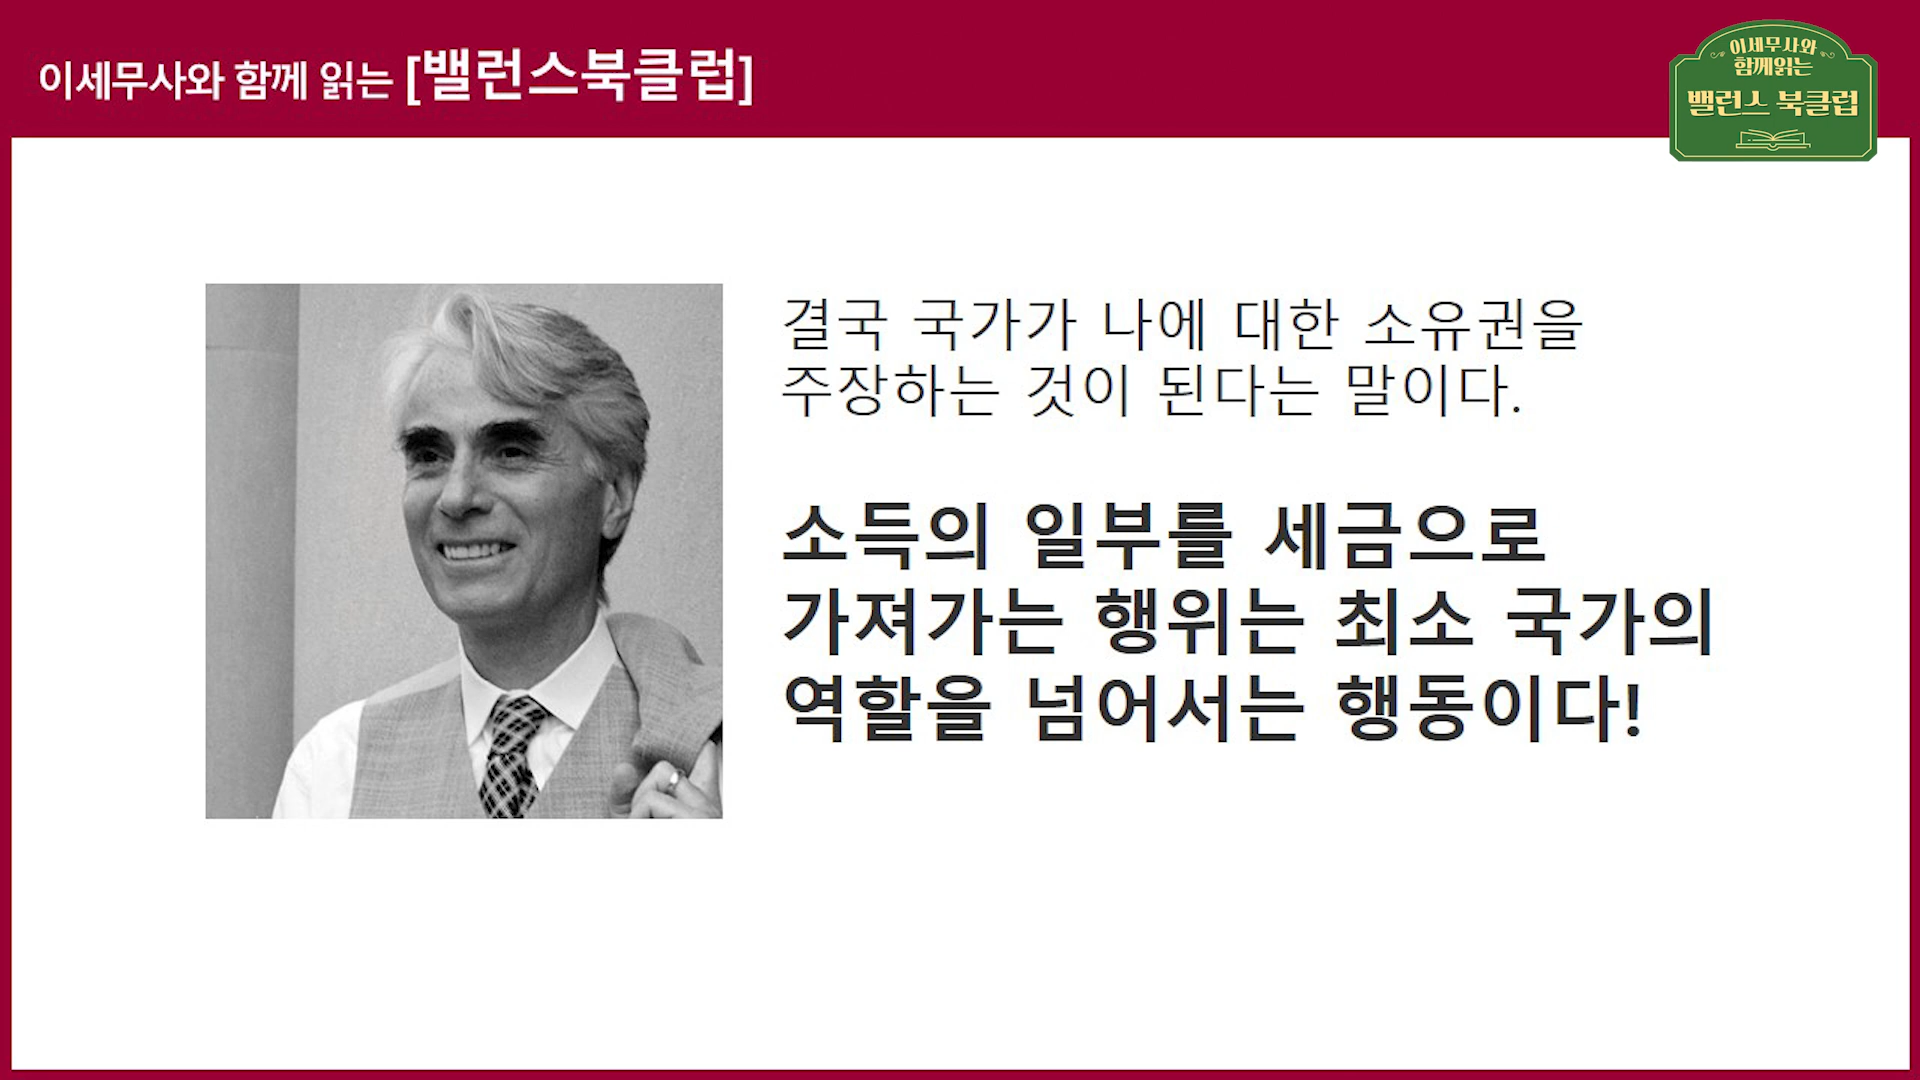 이세무사와 함께 읽는 [밸런스북클럽]
이세무사와
함께읽는
밸런스 북클럽
결국 국가가 나에 대한 소유권을
주장하는 것이 된다는 말이다.
소득의 일부를 세금으로
가져가는 행위는 최소 국가의
역할을 넘어서는 행동이다!